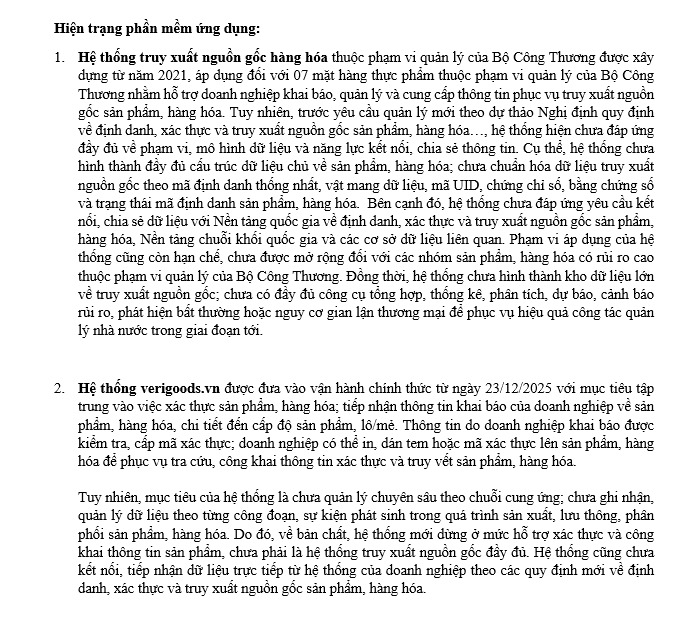 Hiện trạng phần mềm ứng dụng:
1. Hệ thống truy xuất nguồn gốc hàng hóa thuộc phạm vi quản lý của Bộ Công Thương được xây
dựng từ năm 2021, áp dụng đối với 07 mặt hàng thực phẩm thuộc phạm vi quản lý của Bộ Công
Thương nhằm hỗ trợ doanh nghiệp khai báo, quản lý và cung cấp thông tin phục vụ truy xuất nguồn
gốc sản phẩm, hàng hóa. Tuy nhiên, trước yêu cầu quản lý mới theo dự thảo Nghị định quy định
về định danh, xác thực và truy xuất nguồn gốc sản phẩm, hàng hóa…, hệ thống hiện chưa đáp ứng
đầy đủ về phạm vi, mô hình dữ liệu và năng lực kết nối, chia sẻ thông tin. Cụ thể, hệ thống chưa
hình thành đầy đủ cấu trúc dữ liệu chủ về sản phẩm, hàng hóa; chưa chuẩn hóa dữ liệu truy xuất
nguồn gốc theo mã định danh thống nhất, vật mang dữ liệu, mã UID, chứng chỉ số, bằng chứng số
và trạng thái mã định danh sản phẩm, hàng hóa. Bên cạnh đó, hệ thống chưa đáp ứng yêu cầu kết
nối, chia sẻ dữ liệu với Nền tảng quốc gia về định danh, xác thực và truy xuất nguồn gốc sản phẩm,
hàng hóa, Nền tảng chuỗi khối quốc gia và các cơ sở dữ liệu liên quan. Phạm vi áp dụng của hệ
thống cũng còn hạn chế, chưa được mở rộng đối với các nhóm sản phẩm, hàng hóa có rủi ro cao
thuộc phạm vi quản lý của Bộ Công Thương. Đồng thời, hệ thống chưa hình thành kho dữ liệu lớn
về truy xuất nguồn gốc; chưa có đầy đủ công cụ tổng hợp, thống kê, phân tích, dự báo, cảnh báo
rủi ro, phát hiện bất thường hoặc nguy cơ gian lận thương mại để phục vụ hiệu quả công tác quản
lý nhà nước trong giai đoạn tới.
2. Hệ thống verigoods.vn được đưa vào vận hành chính thức từ ngày 23/12/2025 với mục tiêu tập
trung vào việc xác thực sản phẩm, hàng hóa; tiếp nhận thông tin khai báo của doanh nghiệp về sản
phẩm, hàng hóa, chi tiết đến cấp độ sản phẩm, lô/mẻ. Thông tin do doanh nghiệp khai báo được
kiểm tra, cấp mã xác thực; doanh nghiệp có thể in, dán tem hoặc mã xác thực lên sản phẩm, hàng
hóa để phục vụ tra cứu, công khai thông tin xác thực và truy vết sản phẩm, hàng hóa.
Tuy nhiên, mục tiêu của hệ thống là chưa quản lý chuyên sâu theo chuỗi cung ứng; chưa ghi nhận,
quản lý dữ liệu theo từng công đoạn, sự kiện phát sinh trong quá trình sản xuất, lưu thông, phân
phối sản phẩm, hàng hóa. Do đó, về bản chất, hệ thống mới dừng ở mức hỗ trợ xác thực và công
khai thông tin sản phẩm, chưa phải là hệ thống truy xuất nguồn gốc đầy đủ. Hệ thống cũng chưa
kết nối, tiếp nhận dữ liệu trực tiếp từ hệ thống của doanh nghiệp theo các quy định mới về định
danh, xác thực và truy xuất nguồn gốc sản phẩm, hàng hóa.